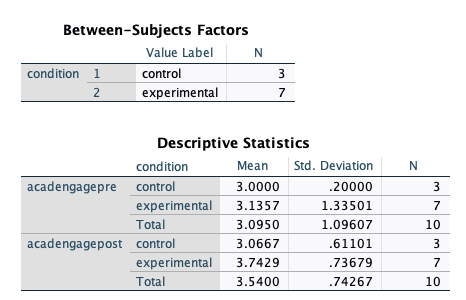 Between-Subjects Factors
Value Label N
condition 1 control 3
2 experimental 7
Descriptive Statistics
condition Mean Std. Deviation N
acadengagepre control 3.0000 .20000 3
experimental 3.1357 1.33501 7
Total 3.0950 1.09607 10
acadengagepost control 3.0667 .61101 3
experimental 3.7429 .73679 7
Total 3.5400 .74267 10